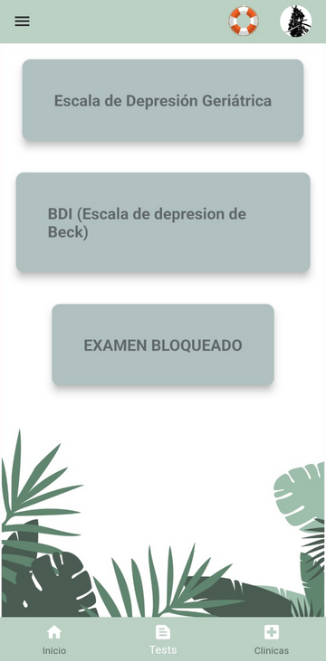 Escala de Depresión Geriátrica
BDI (Escala de depresion de
Beck)
EXAMEN BLOQUEADO
Inicio
Tests
Clinicas